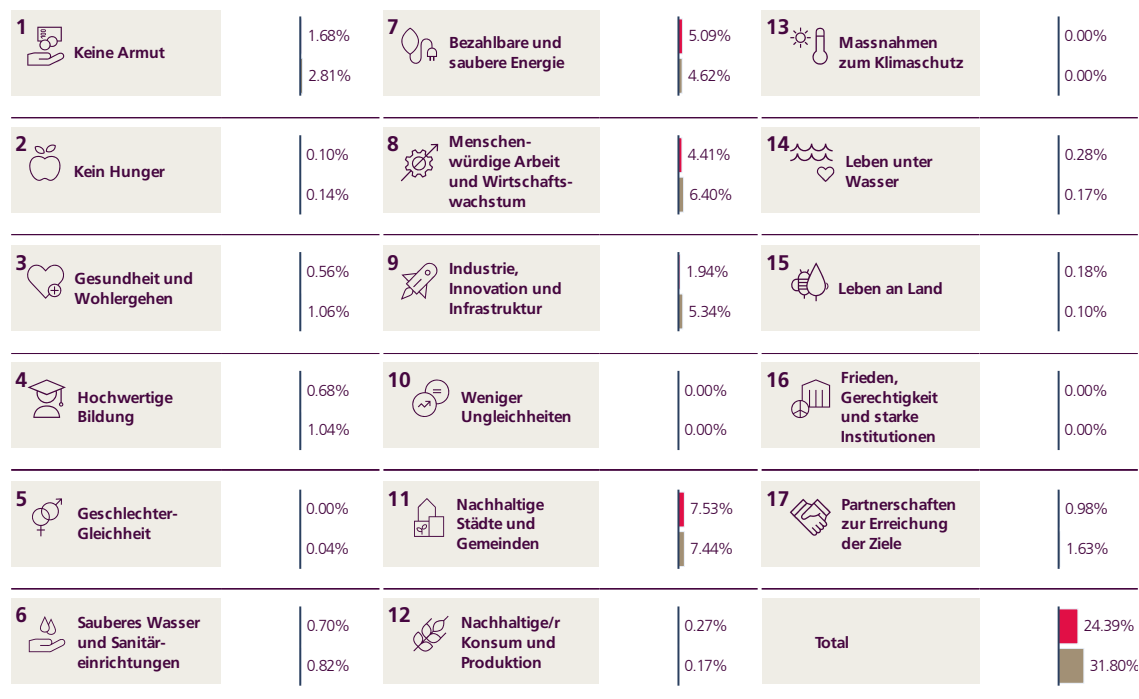 1
Keine Armut
1.68%
2.81%
2
Kein Hunger
0.10%
0.14%
3
Gesundheit und
Wohlergehen
0.56%
1.06%
4
Hochwertige
Bildung
0.68%
1.04%
5
Geschlechter-
Gleichheit
0.00%
0.04%
6
Sauberes Wasser
und Sanitär-
einrichtungen
0.70%
0.82%
7
Bezahlbare und
saubere Energie
5.09%
4.62%
8
Menschen-
würdige Arbeit
und Wirtschafts-
wachstum
4.41%
6.40%
9
Industrie,
Innovation und
Infrastruktur
1.94%
5.34%
10
Weniger
Ungleichheiten
0.00%
0.00%
11
Nachhaltige
Städte und
Gemeinden
7.53%
7.44%
12
Nachhaltige/r
Konsum und
Produktion
0.27%
0.17%
13
Massnahmen
zum Klimaschutz
0.00%
0.00%
14
Leben unter
Wasser
0.28%
0.17%
15
Leben an Land
0.18%
0.10%
16
Frieden,
Gerechtigkeit
und starke
Institutionen
0.00%
0.00%
17
Partnerschaften
zur Erreichung
der Ziele
0.98%
1.63%
Total
24.39%
31.80%